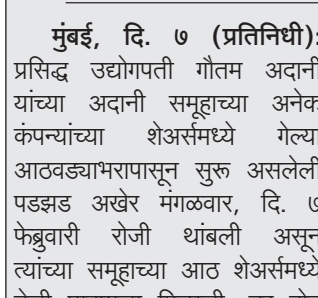 मुंबई, दि. ७ (प्रतिनिधी):
प्रसिद्ध उद्योगपती गौतम अदानी
यांच्या अदानी समूहाच्या अनेक
कंपन्यांच्या शेअर्समध्ये गेल्या
आठवड्याभरापासून सुरू असलेली
पडझड अखेर मंगळवार, दि. ७
फेब्रुवारी रोजी थांबली असून
त्यांच्या समूहाच्या आठ शेअर्समध्ये